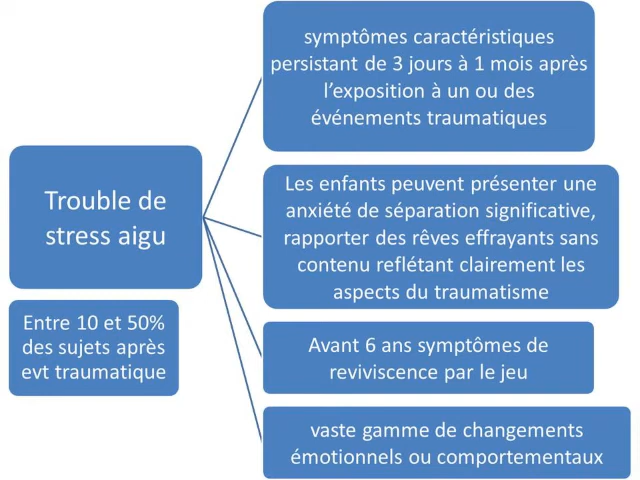 symptômes caractéristiques
persistant de 3 jours à 1 mois après
l’exposition à un ou des
événements traumatiques
Trouble de
stress aigu
Les enfants peuvent présenter une
anxiété de séparation significative,
rapporter des rêves effrayants sans
contenu reflétant clairement les
aspects du traumatisme
Entre 10 et 50%
des sujets après
evt traumatique
Avant 6 ans symptômes de
reviviscence par le jeu
vaste gamme de changements
émotionnels ou comportementaux